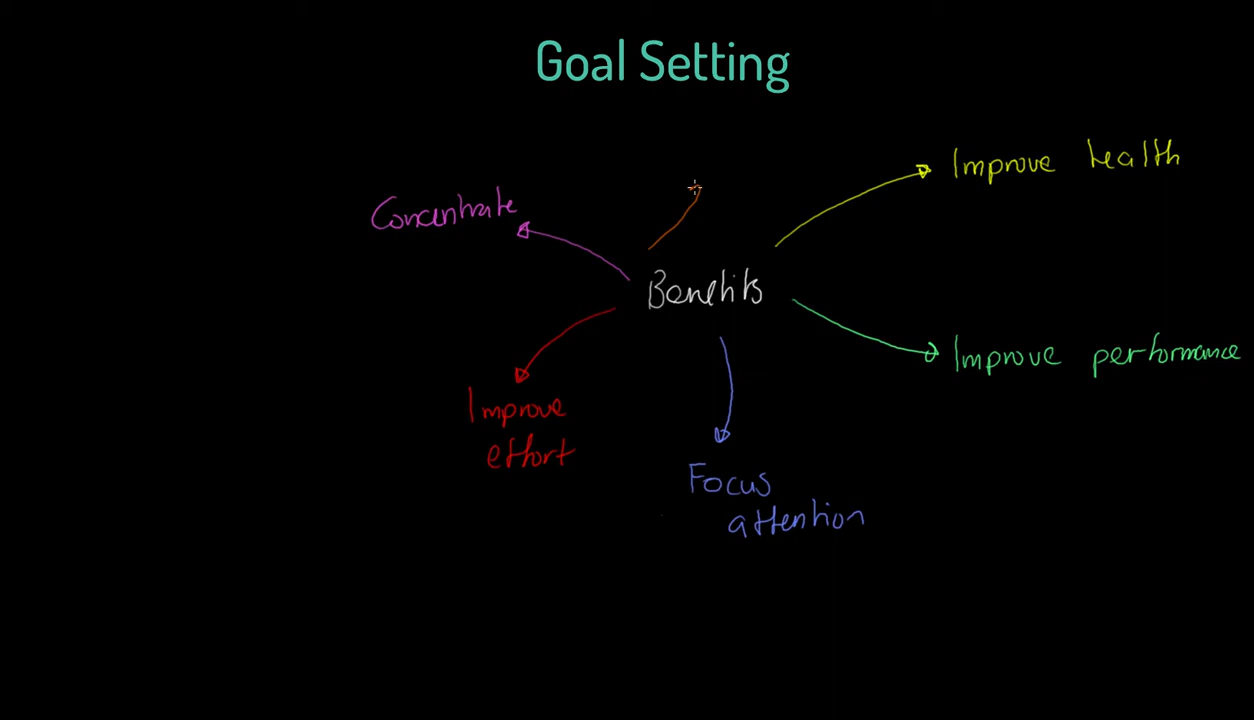 Goal Setting
Improve health
Concentrate
Benefits
Improve performance
Improve
effort
Focus
attention